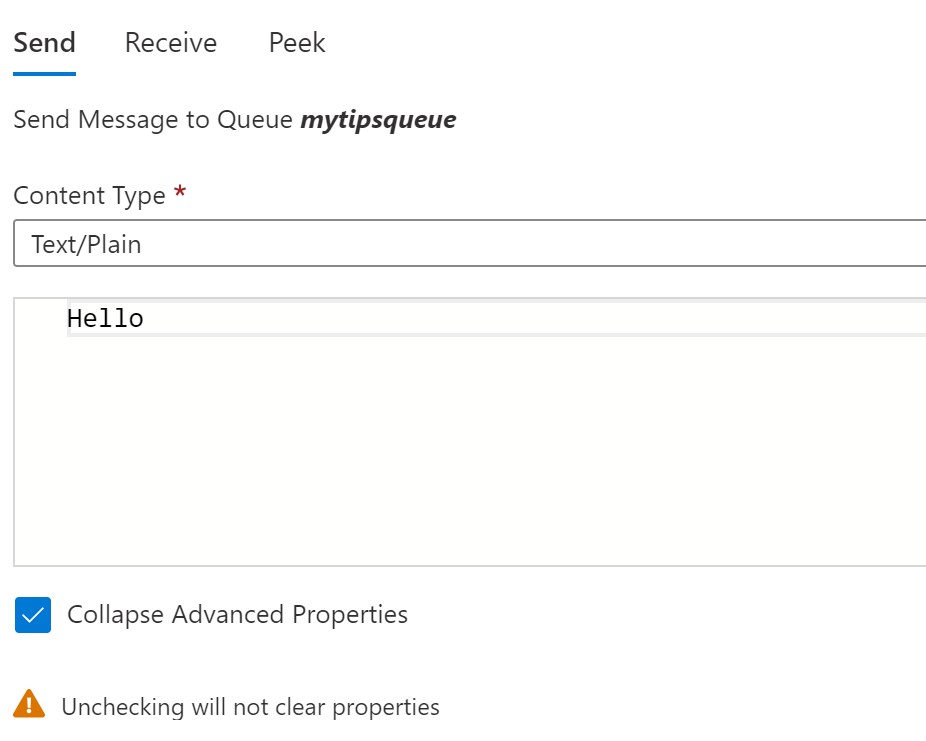 Send Receive Peek
Send Message to Queue mytipsqueue
Content Type *
Text/Plain
Hello
Collapse Advanced Properties
Unchecking will not clear properties